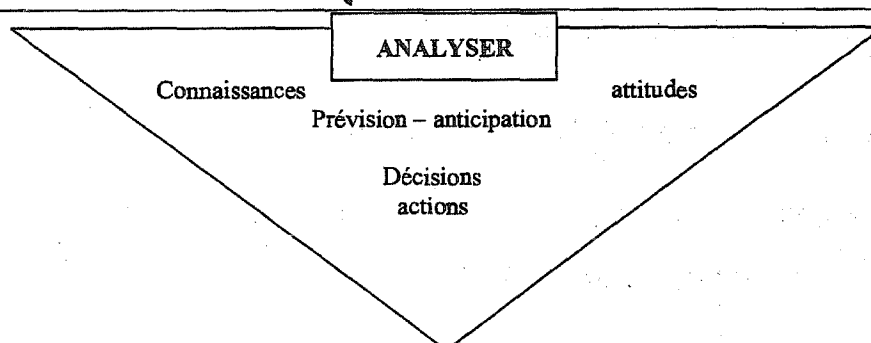 ANALYSER
Connaissances attitudes
Prévision – anticipation
Décisions
actions